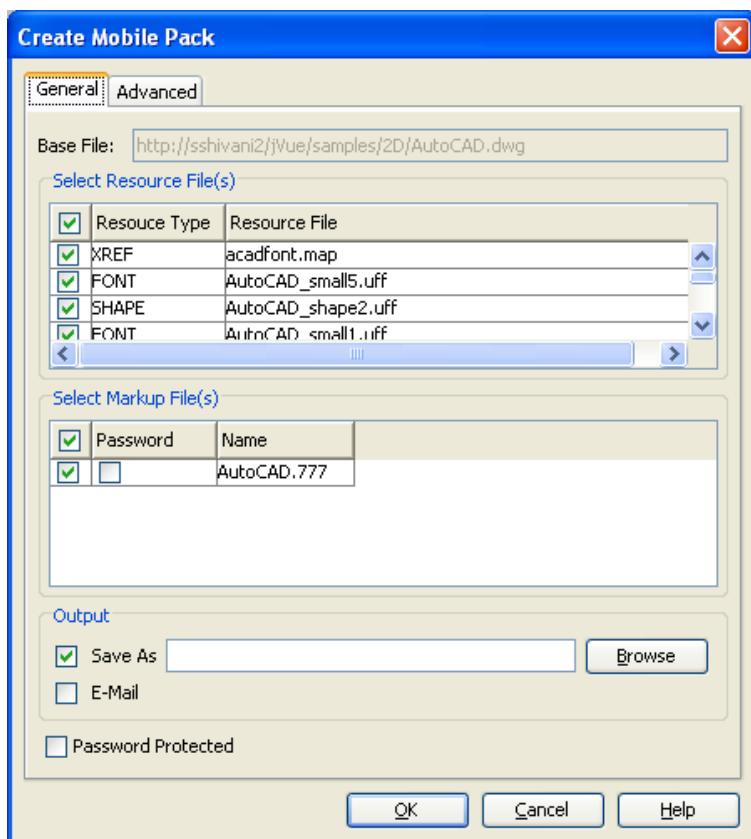 Create Mobile Pack
General Advanced
Base File: http://sshivani2/jVue/samples/2D/AutoCAD.dwg
Select Resource File(s)
Resouce Type Resource File
XREF acadfont.map
FONT AutoCAD_small5.uff
SHAPE AutoCAD_shape2.uff
FONT AutoCAD_small1.uff
Select Markup File(s)
Password Name
AutoCAD.777
Output
Save As Browse
E-Mail
Password Protected
OK Cancel Help